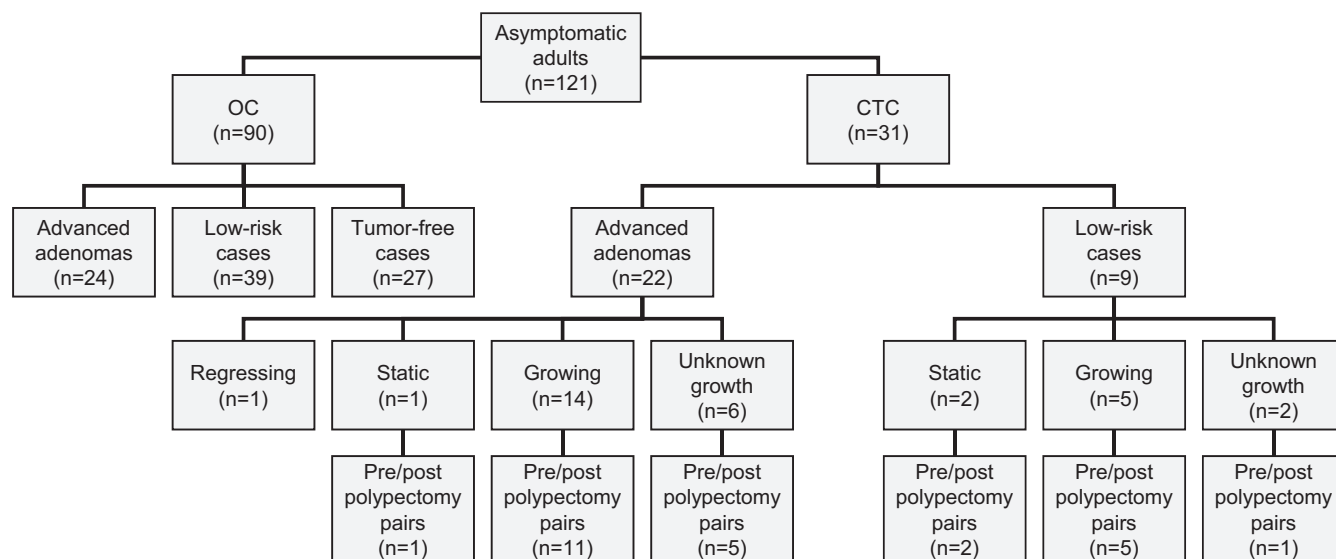 Asymptomatic
adults
(n=121)
OC
(n=90)
CTC
(n=31)
Advanced
adenomas
(n=24)
Low-risk
cases
(n=39)
Tumor-free
cases
(n=27)
Advanced
adenomas
(n=22)
Low-risk
cases
(n=9)
Regressing
(n=1)
Static
(n=1)
Growing
(n=14)
Unknown
growth
(n=6)
Static
(n=2)
Growing
(n=5)
Unknown
growth
(n=2)
Pre/post
polypectomy
pairs
(n=1)
Pre/post
polypectomy
pairs
(n=11)
Pre/post
polypectomy
pairs
(n=5)
Pre/post
polypectomy
pairs
(n=2)
Pre/post
polypectomy
pairs
(n=5)
Pre/post
polypectomy
pairs
(n=1)